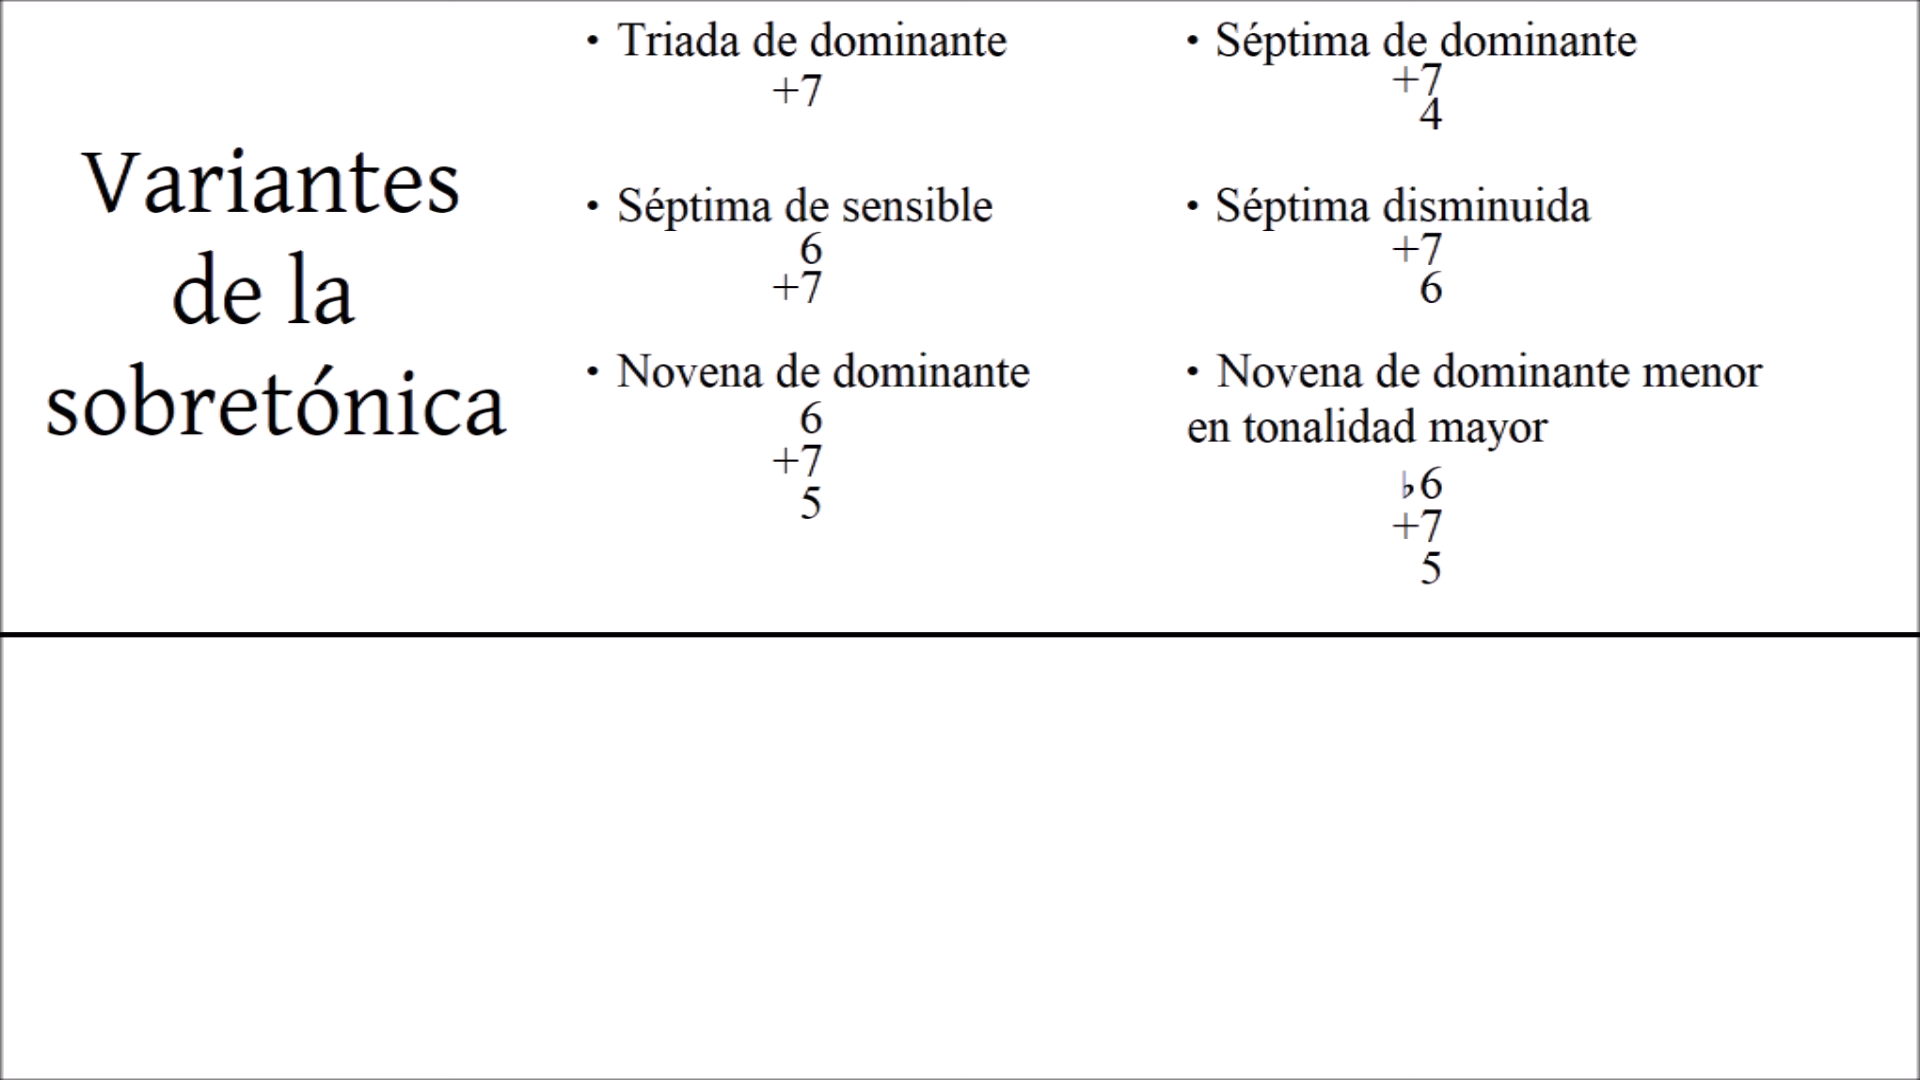 Variantes
de la
sobretónica
• Triada de dominante
+7
• Séptima de dominante
+7
4
• Séptima de sensible
6
+7
• Séptima disminuida
+7
6
• Novena de dominante
6
+7
5
• Novena de dominante menor
en tonalidad mayor
♭6
+7
5